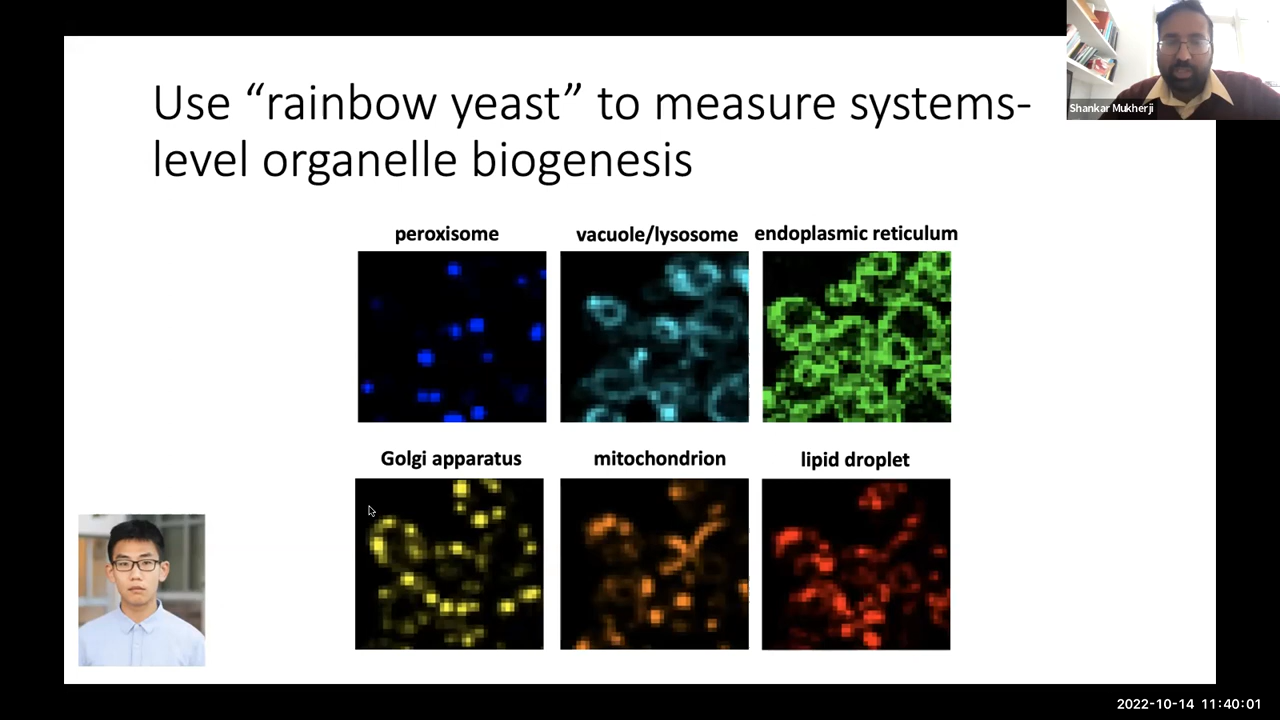 Use “rainbow yeast” to measure systems-
level organelle biogenesis
Shankar Mukherji
peroxisome
vacuole/lysosome
endoplasmic reticulum
Golgi apparatus
mitochondrion
lipid droplet
2022-10-14 11:40:01